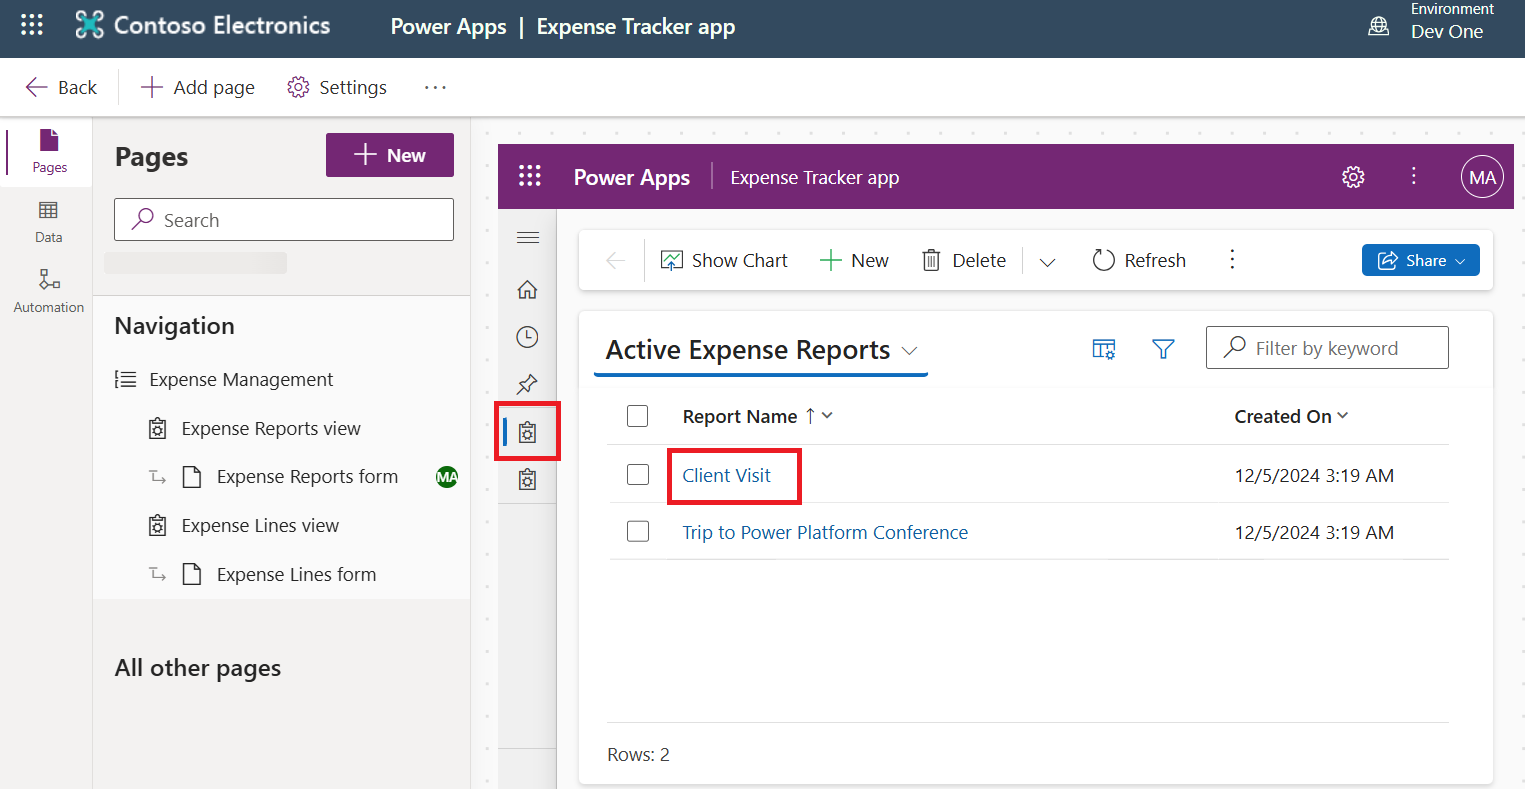 Contoso Electronics
Power Apps | Expense Tracker app
Environment
Dev One
Back
Add page
Settings
Pages
Data
Automation
Pages
New
Search
Navigation
Expense Management
Expense Reports view
Expense Reports form
MA
Expense Lines view
Expense Lines form
All other pages
Power Apps
Expense Tracker app
MA
Show Chart
New
Delete
Refresh
Share
Active Expense Reports
Filter by keyword
Report Name
Created On
Client Visit
12/5/2024 3:19 AM
Trip to Power Platform Conference
12/5/2024 3:19 AM
Rows: 2